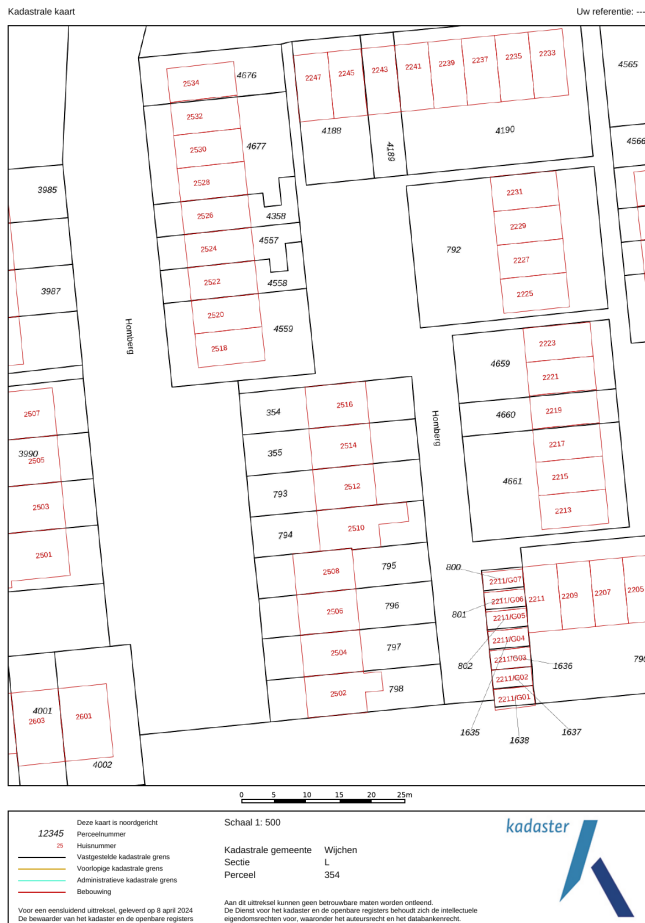 Kadastrale kaart
Uw referentie: ---
2247
2245
2243
2241
2239
2237
2235
2233
4565
4566
4188
4189
4190
2534
4676
2532
2530
4677
2528
2526
4358
2524
4557
2522
4558
2520
2518
4559
3985
3987
Homberg
2231
2229
792
2227
2225
2223
4659
2221
4660
2219
2217
4661
2215
2213
2507
3990
2505
2503
2501
354
2516
355
2514
793
2512
794
2510
2508
795
2506
796
2504
797
2502
798
Homberg
800
2211/G07
801
2211/G06
2211/G05
2211/G04
802
2211/G03
1636
2211/G02
2211/G01
1635
1638
1637
2211
2209
2207
2205
4001
2603
2601
4002
0 5 10 15 20 25m
Deze kaart is noordgericht
12345 Perceelnummer
25 Huisnummer
Vastgestelde kadastrale grens
Voorlopige kadastrale grens
Administratieve kadastrale grens
Bebouwing
Voor een eensluidend uittreksel, geleverd op 8 april 2024
De bewaarder van het kadaster en de openbare registers
Schaal 1: 500
Kadastrale gemeente Wijchen
Sectie L
Perceel 354
Aan dit uittreksel kunnen geen betrouwbare maten worden ontleend.
De Dienst voor het kadaster en de openbare registers behoudt zich de intellectuele
eigendomsrechten voor, waaronder het auteursrecht en het databankenrecht.
kadaster